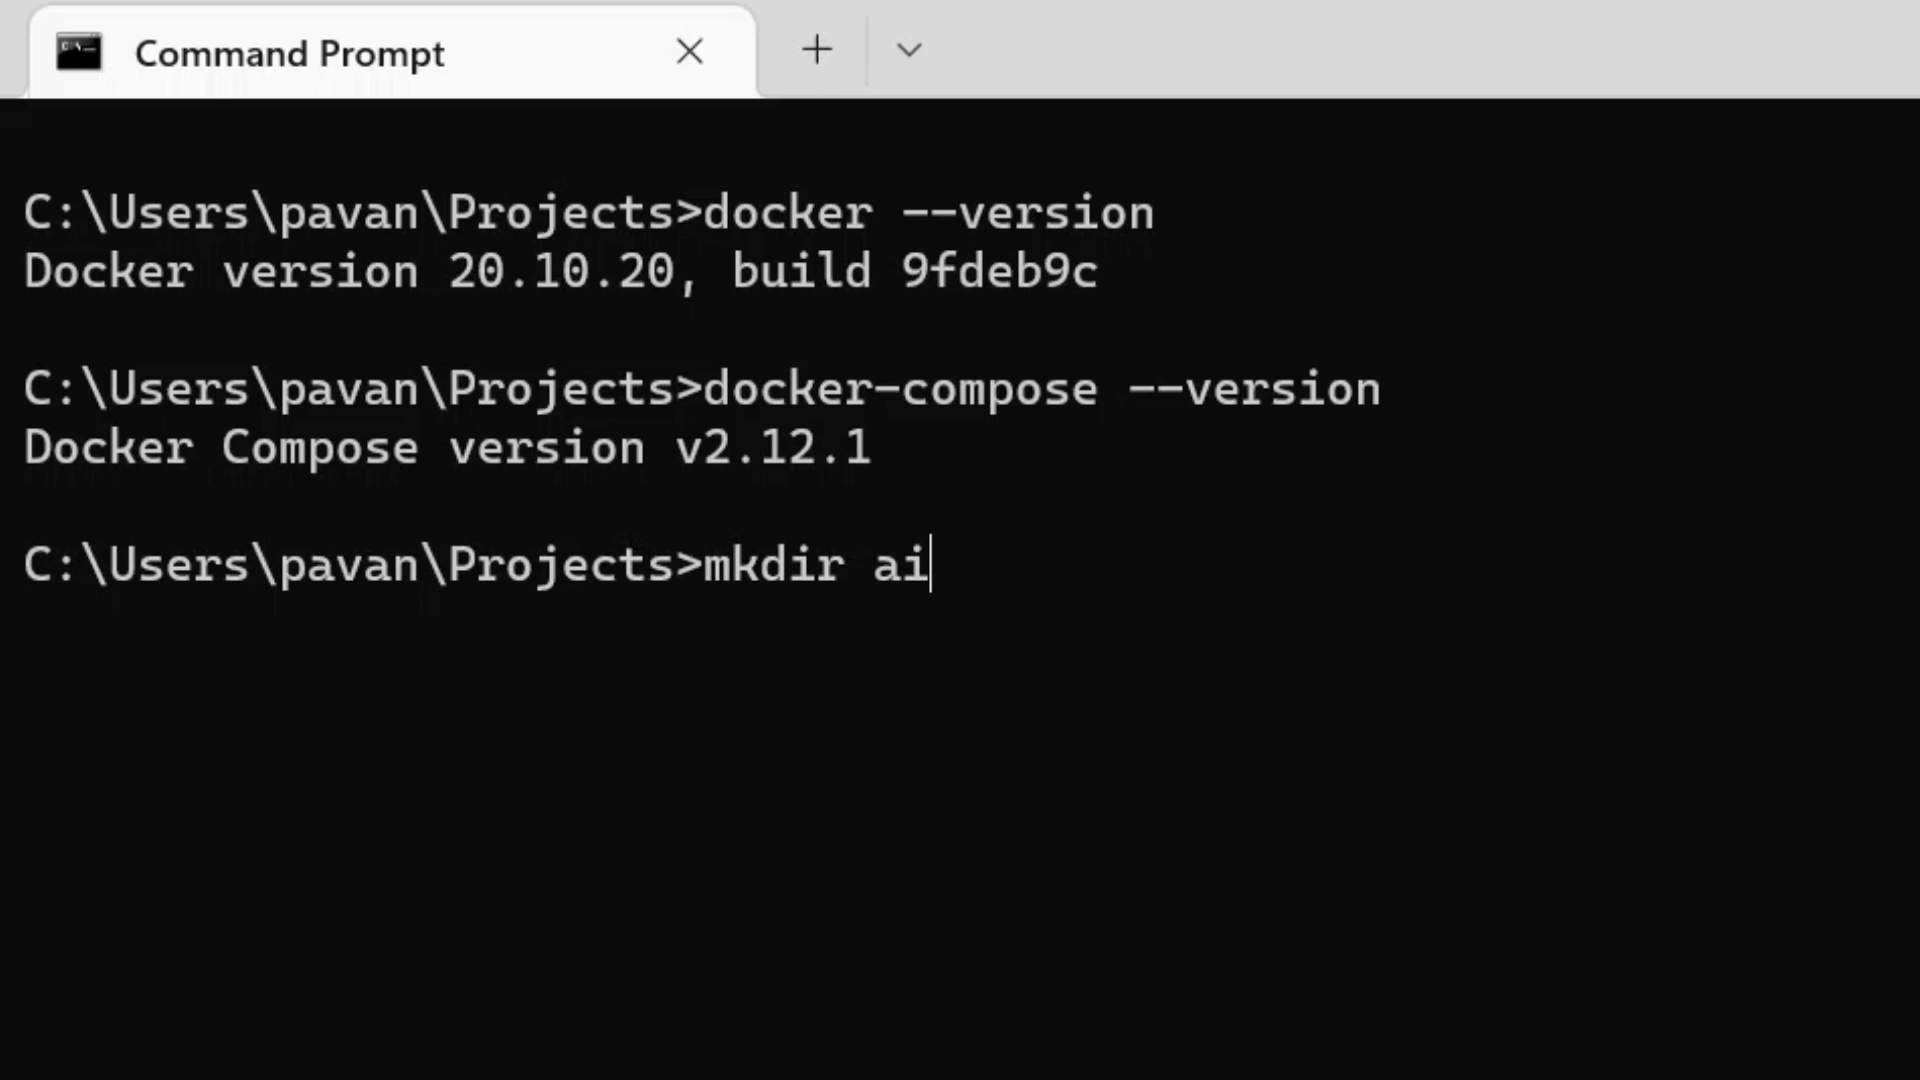 Command Prompt
C:\Users\pavan\Projects>docker --version
Docker version 20.10.20, build 9fdeb9c
C:\Users\pavan\Projects>docker-compose --version
Docker Compose version v2.12.1
C:\Users\pavan\Projects>mkdir ai